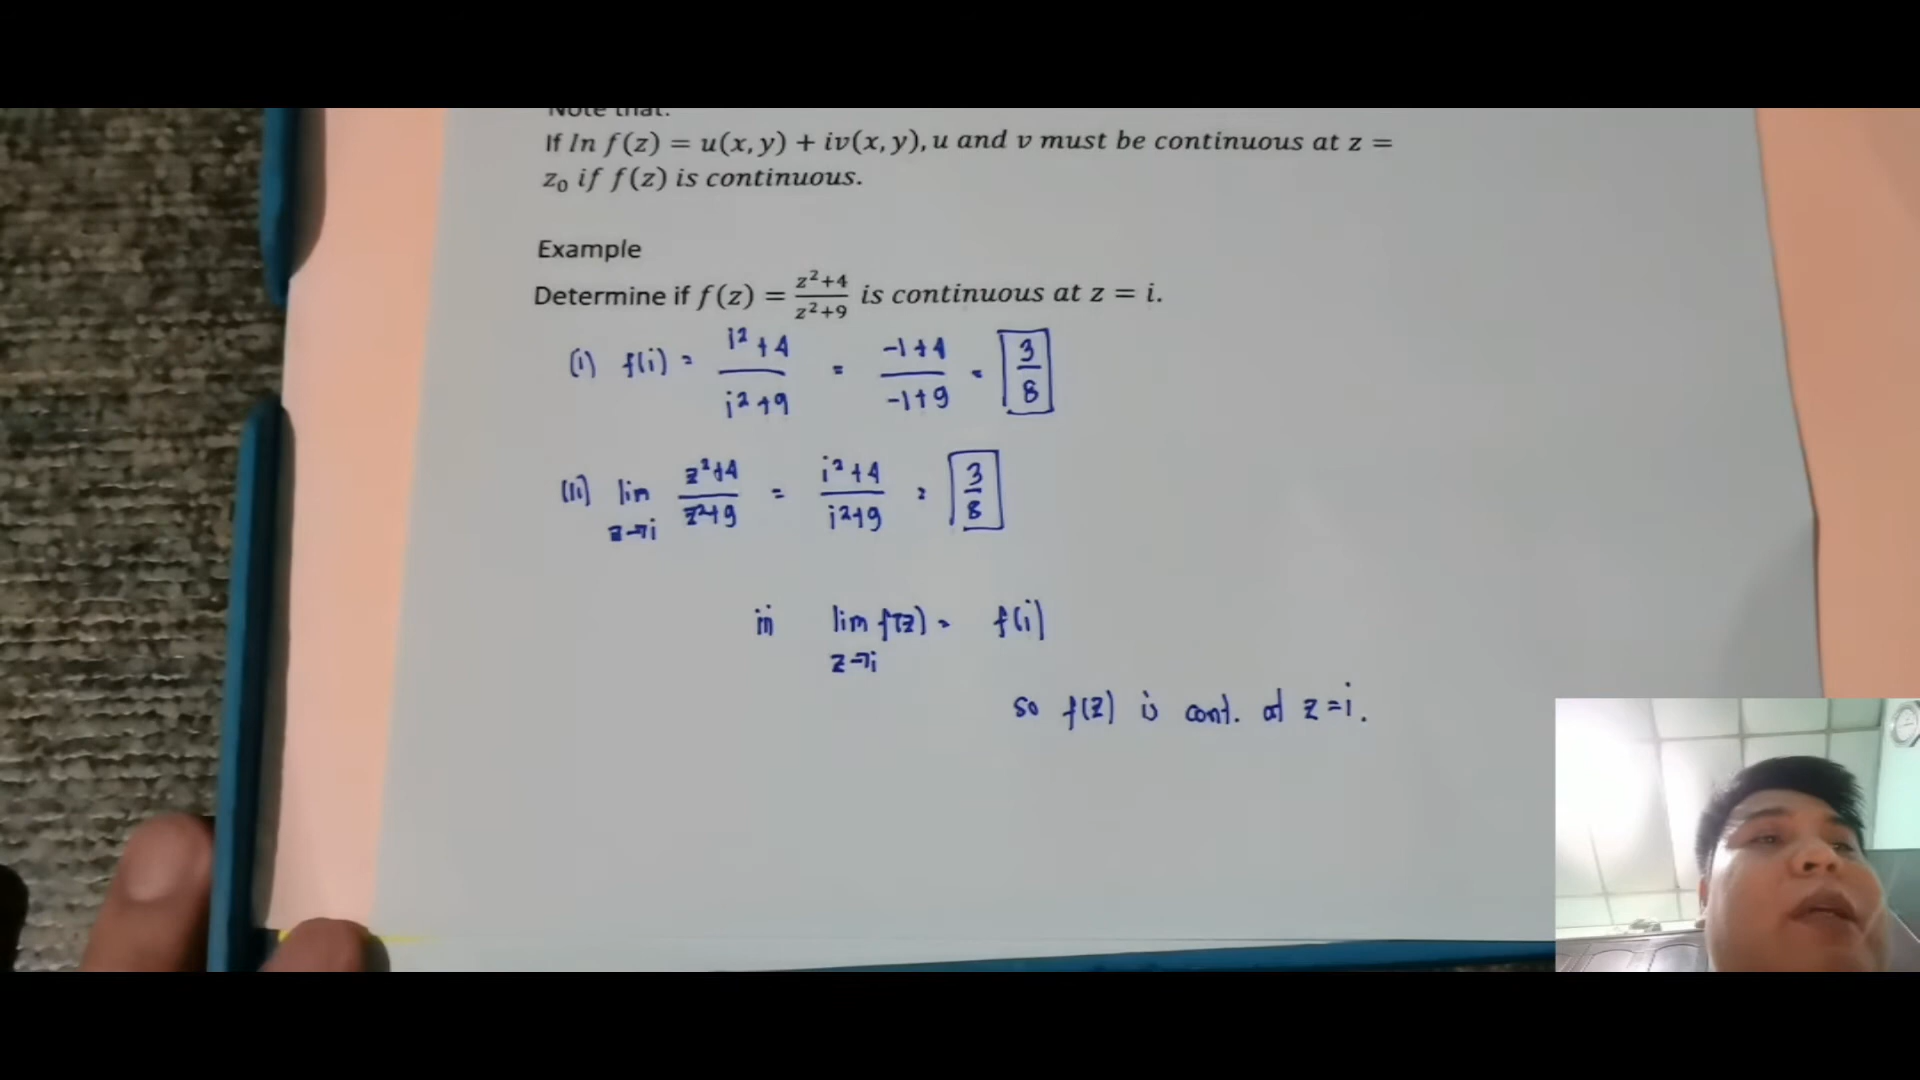 Note that:
If In f(z) = u(x, y) + iv(x, y), u and v must be continuous at z =
z₀ if f(z) is continuous.
Example
Determine if f(z) = (z²+4)/(z²+9) is continuous at z = i.
(i) f(i) = (i²+4)/(i²+9) = (-1+4)/(-1+9) = 3/8
(ii) lim z→i (z²+4)/(z²+9) = (i²+4)/(i²+9) = 3/8
iii lim z→i f(z) = f(i)
so f(z) is cont. at z=i.